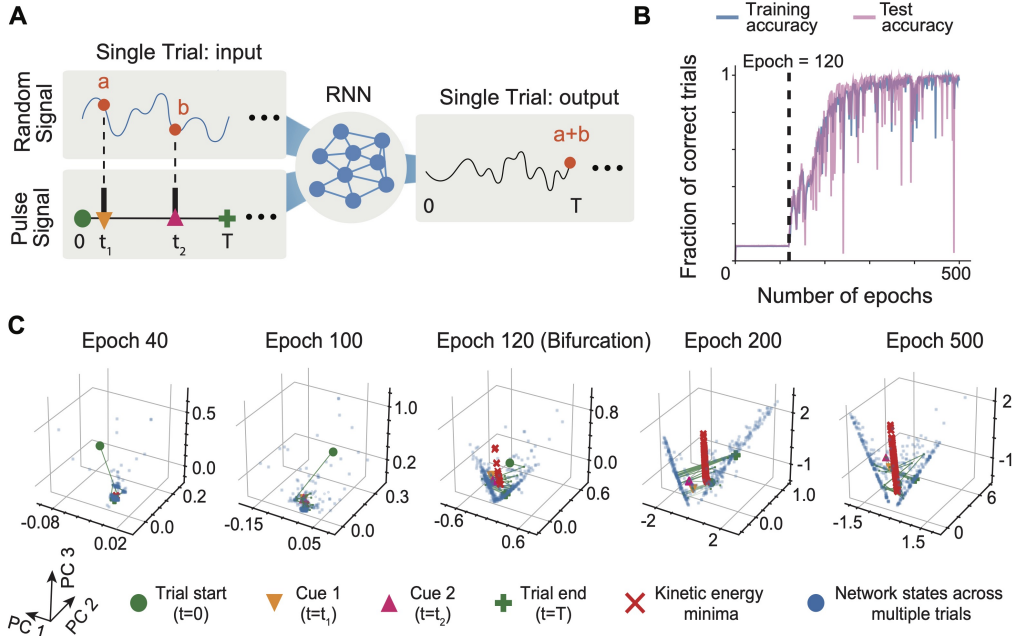 A
Single Trial: input
Random
Signal
a
b
•••
Pulse
Signal
0 t1 t2 T
•••
RNN
Single Trial: output
a+b
•••
0 T
B
Training
accuracy
Test
accuracy
Epoch = 120
Fraction of correct trials
1
0 500
Number of epochs
C
Epoch 40
0.5
0.0
0.2
0.0
-0.08
0.02
Epoch 100
1.0
0.2
0.3
0.0
-0.15
0.05
Epoch 120 (Bifurcation)
0.8
0.0
0.6
0.0
-0.6
0.6
Epoch 200
2
-1
1.0
0.0
-2
2
Epoch 500
2
-1
6
0
-1.5
1.5
PC 1
PC 2
PC 3
Trial start
(t=0)
Cue 1
(t=t1)
Cue 2
(t=t2)
Trial end
(t=T)
Kinetic energy
minima
Network states across
multiple trials